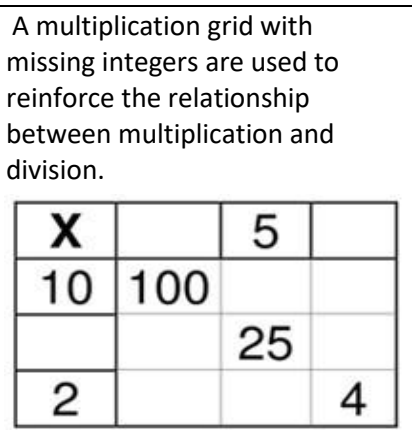 A multiplication grid with
missing integers are used to
reinforce the relationship
between multiplication and
division.
X 5
10 100
25
2 4